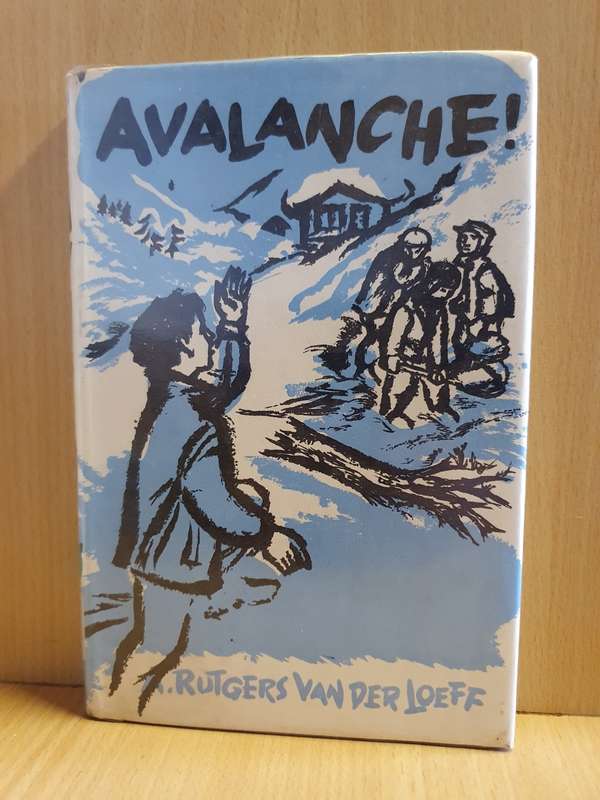 AVALANCHE!
A. RUTGERS VAN DER LOEFF